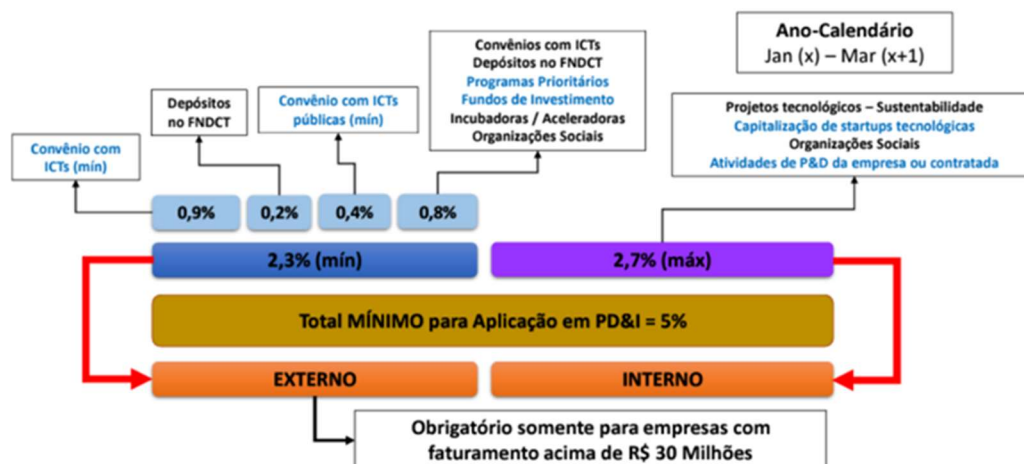 Convênios com ICTs
Depósitos no FNDCT
Programas Prioritários
Fundos de Investimento
Incubadoras / Aceleradoras
Organizações Sociais
Ano-Calendário
Jan (x) – Mar (x+1)
Depósitos
no FNDCT
Convênio com ICTs
públicas (mín)
Projetos tecnológicos – Sustentabilidade
Capitalização de startups tecnológicas
Organizações Sociais
Atividades de P&D da empresa ou contratada
Convênio com
ICTs (mín)
0,9%
0,2%
0,4%
0,8%
2,3% (mín)
2,7% (máx)
Total MÍNIMO para Aplicação em PD&I = 5%
EXTERNO
INTERNO
Obrigatório somente para empresas com
faturamento acima de R$ 30 Milhões